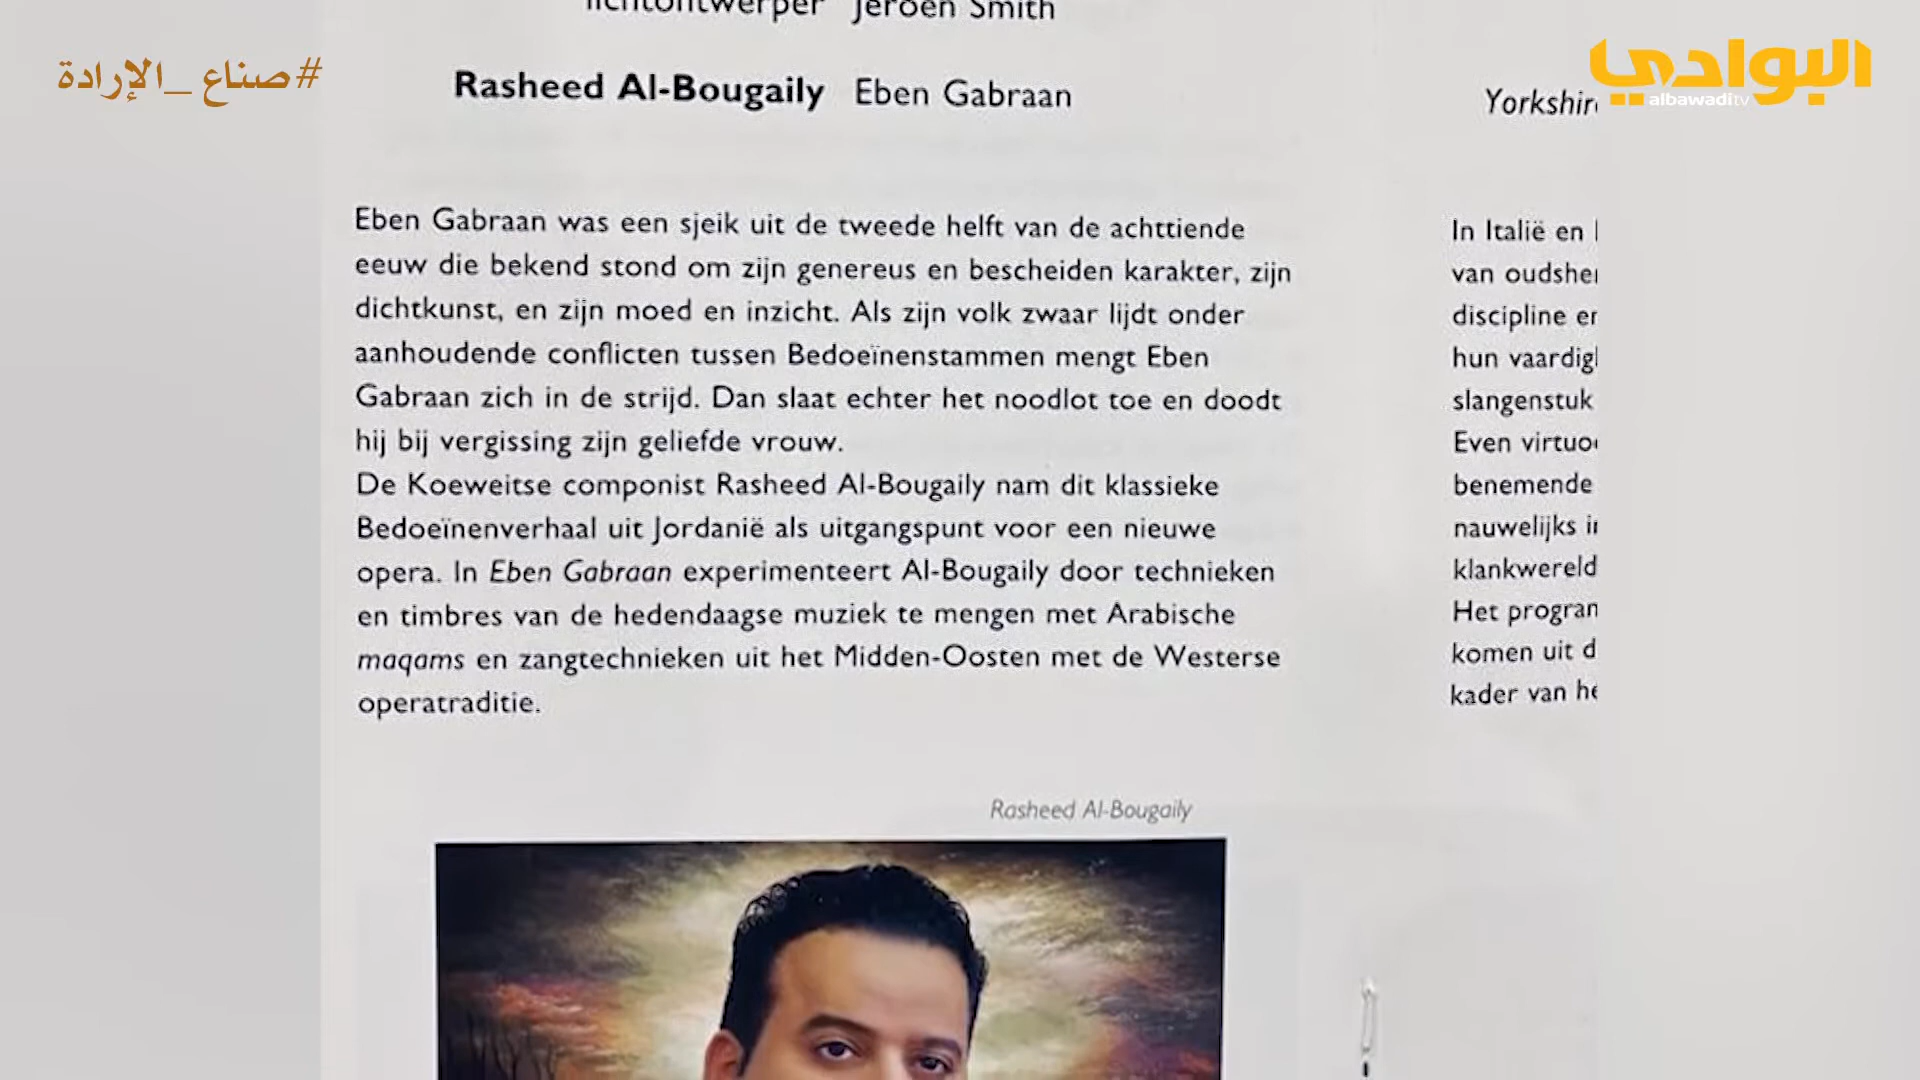 lichtontwerper Jeroen Smith
#صناع_الإرادة
البوادي
albawaditv
Rasheed Al-Bougaily Eben Gabraan
Eben Gabraan was een sjeik uit de tweede helft van de achttiende
eeuw die bekend stond om zijn genereus en bescheiden karakter, zijn
dichtkunst, en zijn moed en inzicht. Als zijn volk zwaar lijdt onder
aanhoudende conflicten tussen Bedoeïnenstammen mengt Eben
Gabraan zich in de strijd. Dan slaat echter het noodlot toe en doodt
hij bij vergissing zijn geliefde vrouw.
De Koeweitse componist Rasheed Al-Bougaily nam dit klassieke
Bedoeïnenverhaal uit Jordanië als uitgangspunt voor een nieuwe
opera. In Eben Gabraan experimenteert Al-Bougaily door technieken
en timbres van de hedendaagse muziek te mengen met Arabische
maqams en zangtechnieken uit het Midden-Oosten met de Westerse
operatraditie.
Rasheed Al-Bougaily
In Italië en
van
discipline
hun
slangenstuk
Even
benemende
nauwelijks
klankwereld
Het
komen uit
kader van